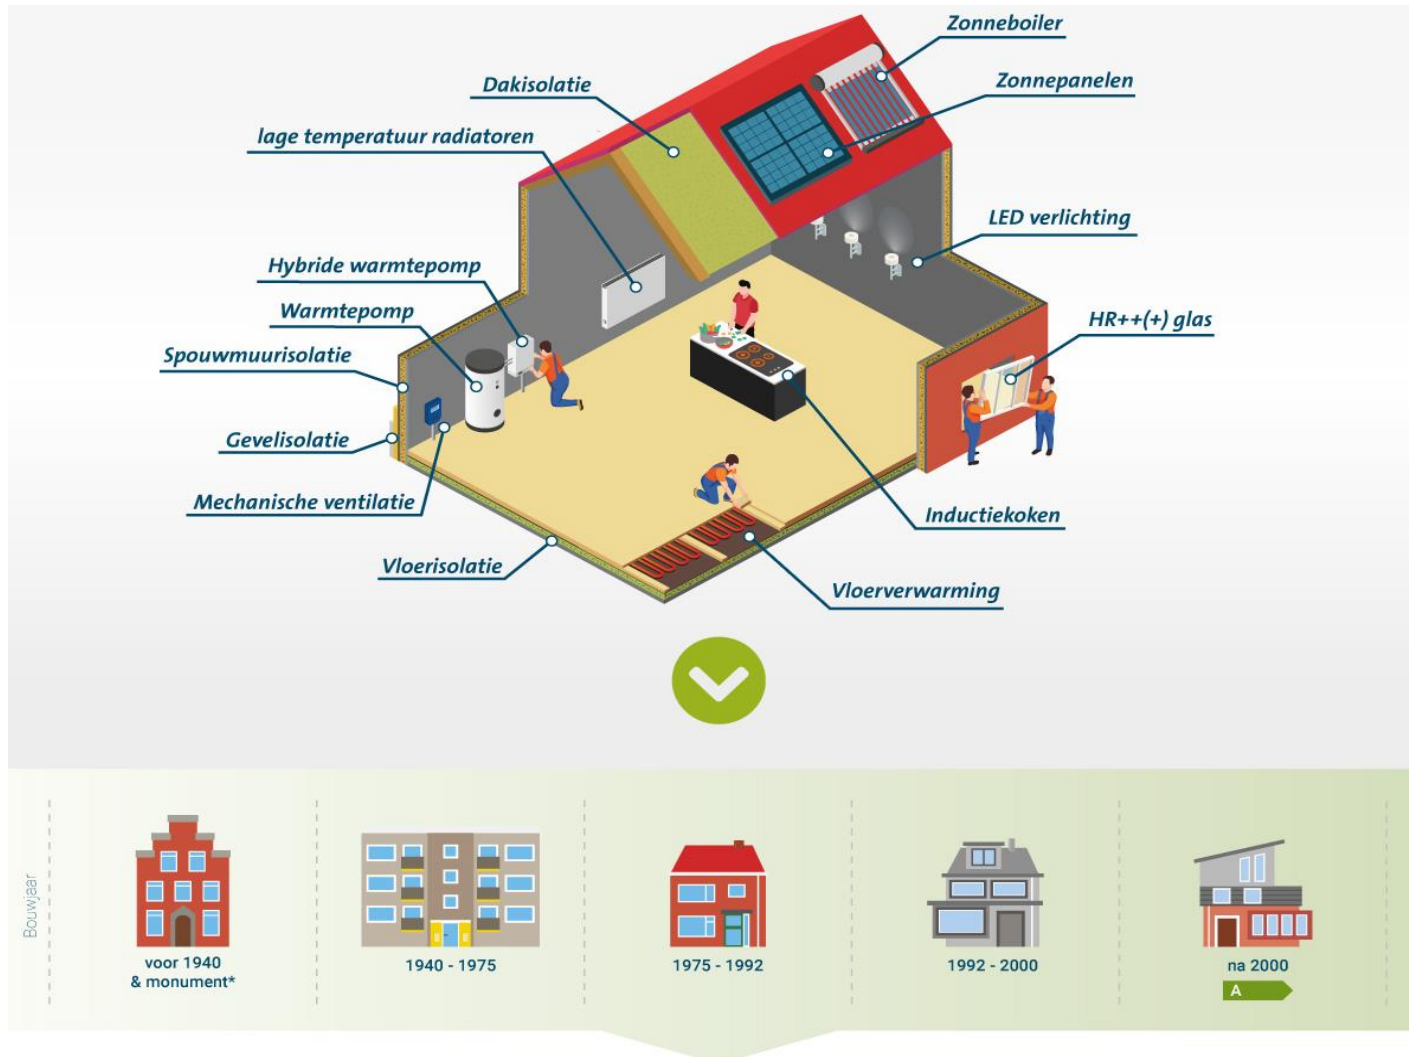 Zonneboiler
Zonnepanelen
Dakisolatie
lage temperatuur radiatoren
LED verlichting
Hybride warmtepomp
Warmtepomp
HR++(+) glas
Spouwmuurisolatie
Gevelisolatie
Mechanische ventilatie
Inductiekoken
Vloerisolatie
Vloerverwarming
Bouwjaar
voor 1940
& monument*
1940 - 1975
1975 - 1992
1992 - 2000
na 2000
A